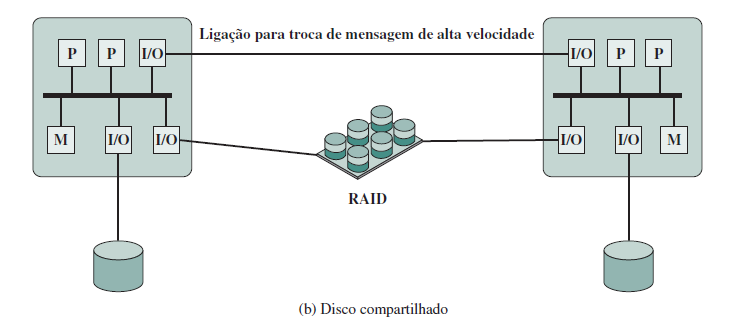 Ligação para troca de mensagem de alta velocidade
P P I/O I/O P P
M I/O I/O I/O I/O M
RAID
(b) Disco compartilhado